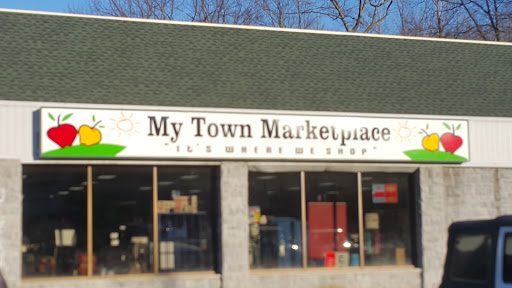 My Town Marketplace
"IT'S WHERE WE SHOP"